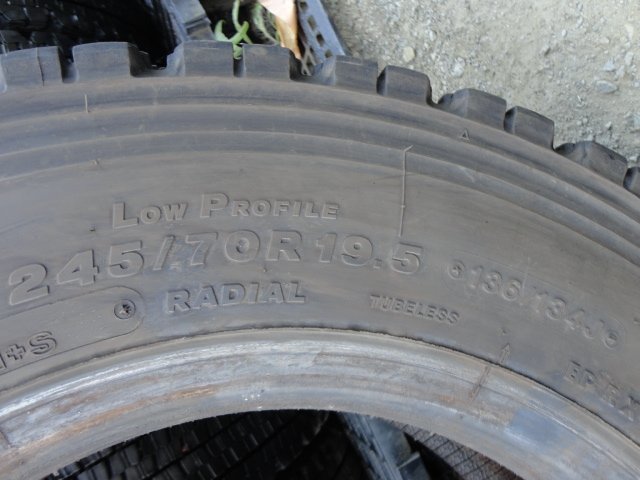 LOW PROFILE
245/70R19.5 136/134J
RADIAL TUBELESS
M+S